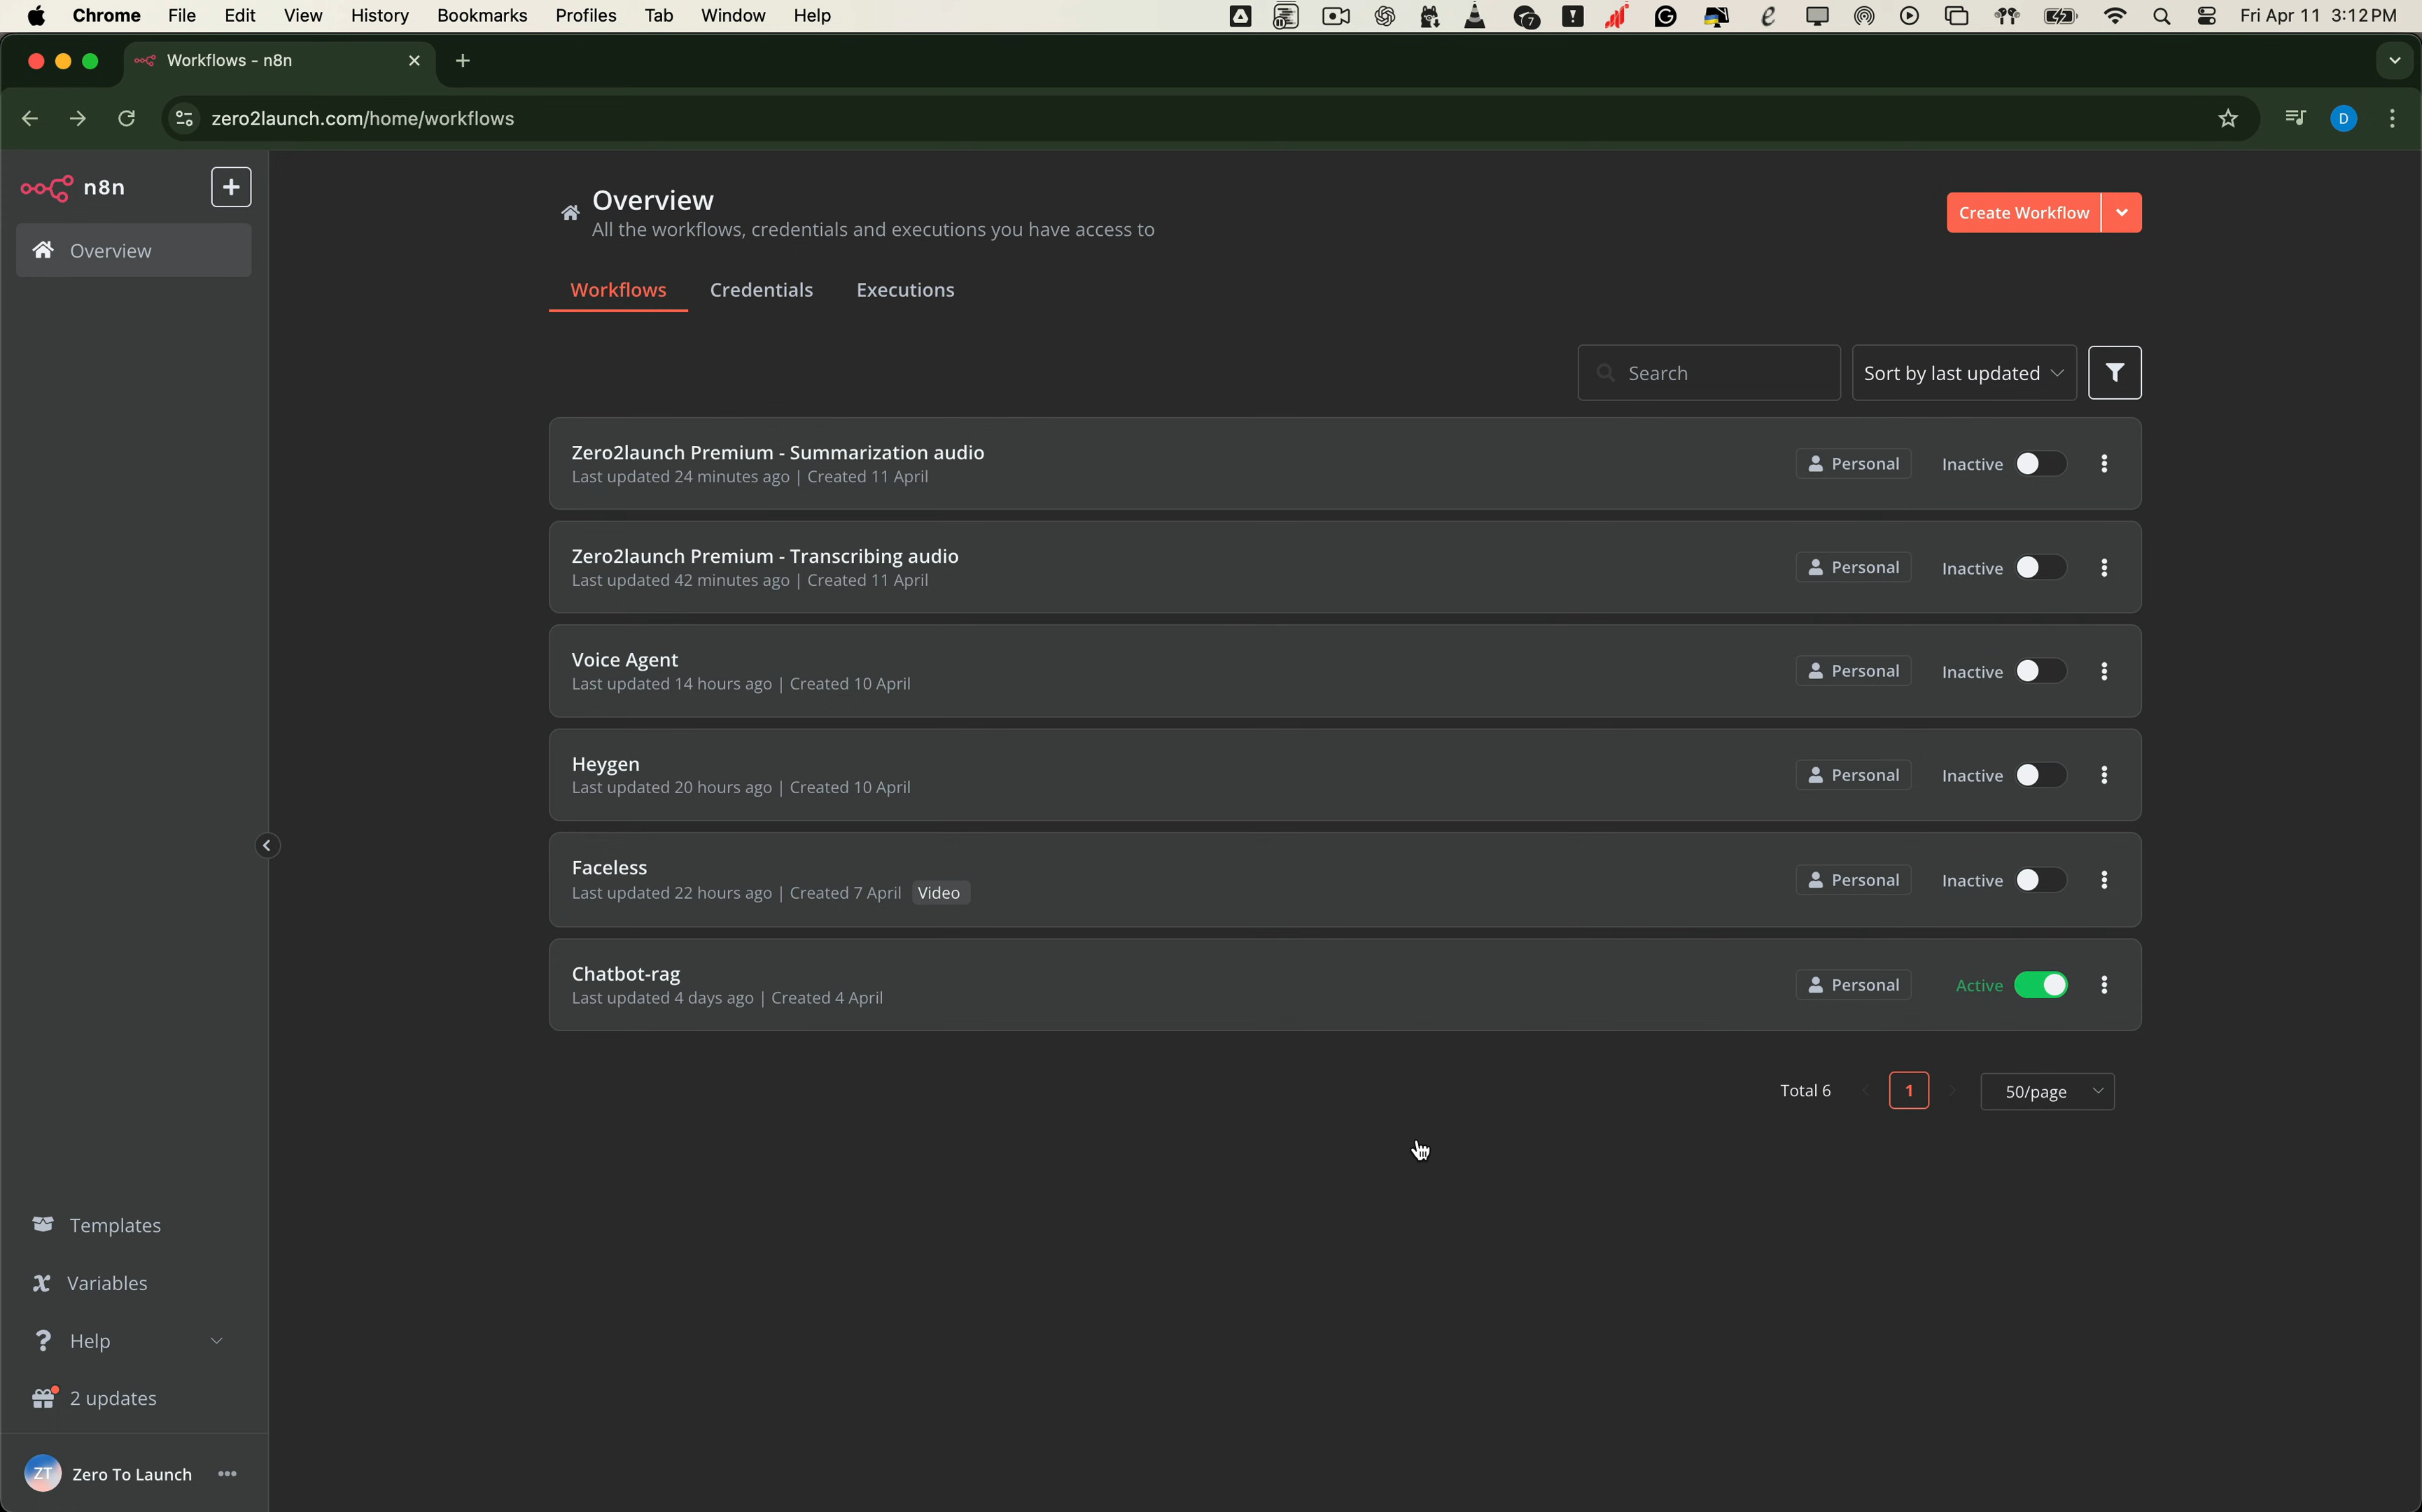 Chrome File Edit View History Bookmarks Profiles Tab Window Help 7 Fri Apr 11 3:12 PM
Workflows - n8n
zero2launch.com/home/workflows D
n8n
Overview
Templates
Variables
Help
2 updates
ZT Zero To Launch
Overview
All the workflows, credentials and executions you have access to
Create Workflow
Workflows Credentials Executions
Search Sort by last updated
Zero2launch Premium - Summarization audio
Last updated 24 minutes ago | Created 11 April
Personal Inactive
Zero2launch Premium - Transcribing audio
Last updated 42 minutes ago | Created 11 April
Personal Inactive
Voice Agent
Last updated 14 hours ago | Created 10 April
Personal Inactive
Heygen
Last updated 20 hours ago | Created 10 April
Personal Inactive
Faceless
Last updated 22 hours ago | Created 7 April Video
Personal Inactive
Chatbot-rag
Last updated 4 days ago | Created 4 April
Personal Active
Total 6 1 50/page